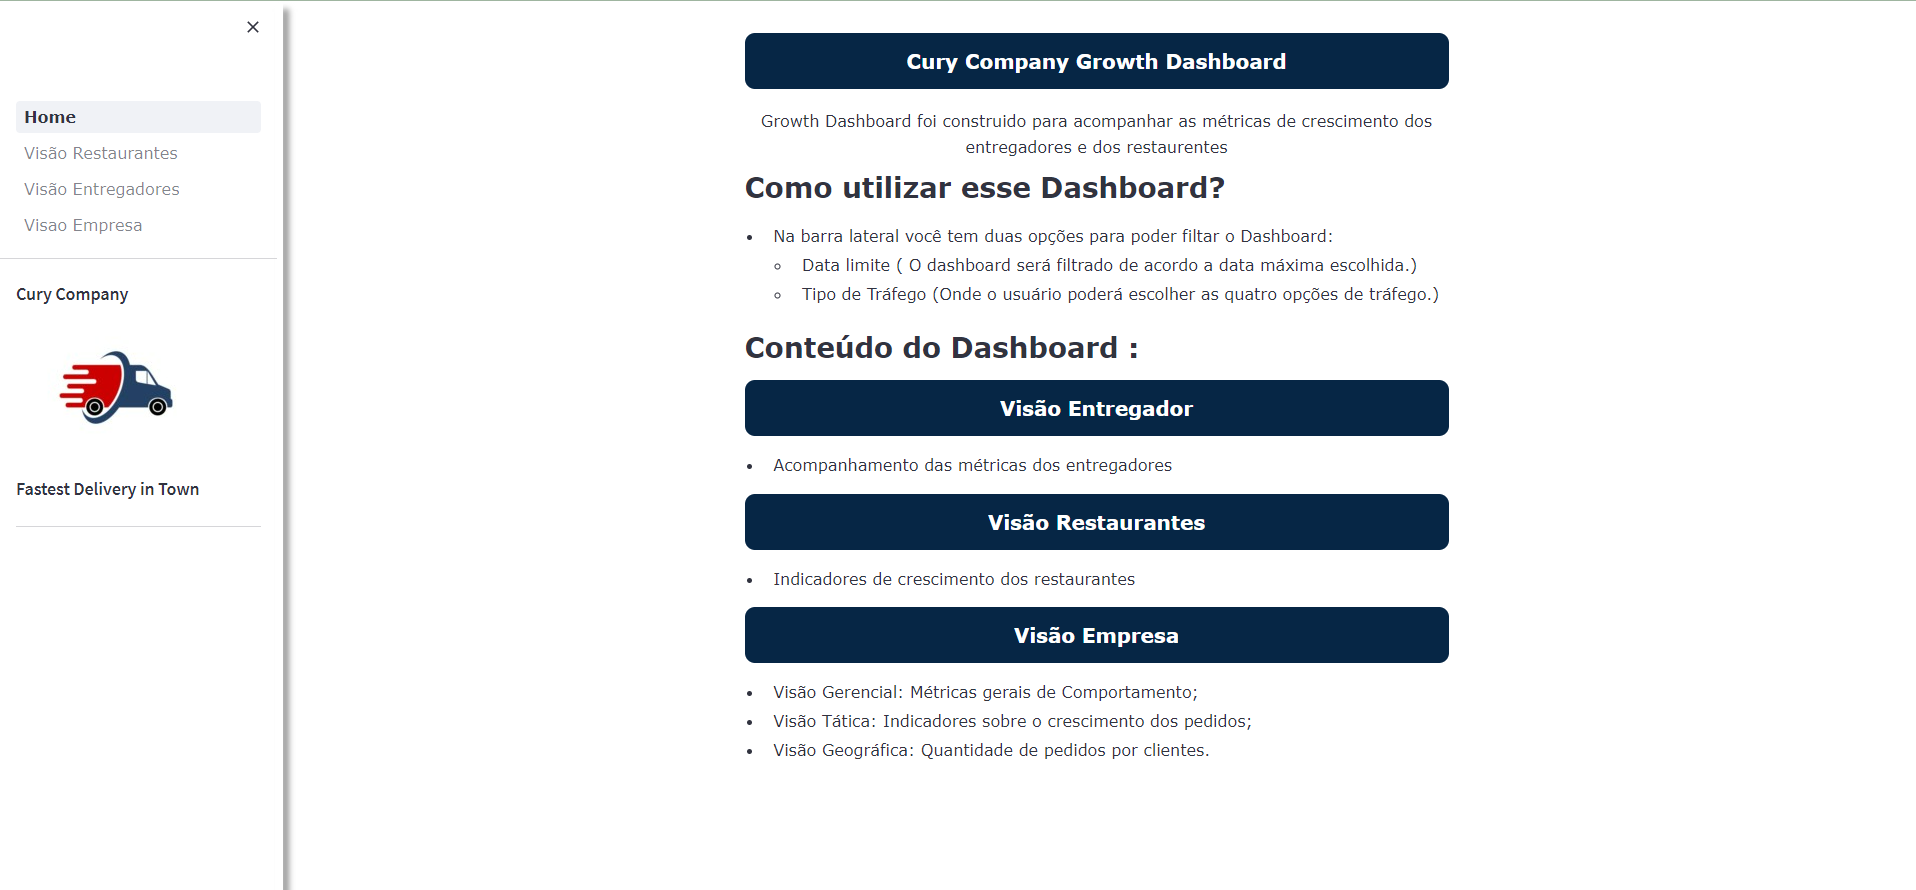 Home
Visão Restaurantes
Visão Entregadores
Visao Empresa
Cury Company
Fastest Delivery in Town
Cury Company Growth Dashboard
Growth Dashboard foi construido para acompanhar as métricas de crescimento dos
entregadores e dos restaurentes
Como utilizar esse Dashboard?
Na barra lateral você tem duas opções para poder filtar o Dashboard:
Data limite ( O dashboard será filtrado de acordo a data máxima escolhida.)
Tipo de Tráfego (Onde o usuário poderá escolher as quatro opções de tráfego.)
Conteúdo do Dashboard :
Visão Entregador
Acompanhamento das métricas dos entregadores
Visão Restaurantes
Indicadores de crescimento dos restaurantes
Visão Empresa
Visão Gerencial: Métricas gerais de Comportamento;
Visão Tática: Indicadores sobre o crescimento dos pedidos;
Visão Geográfica: Quantidade de pedidos por clientes.